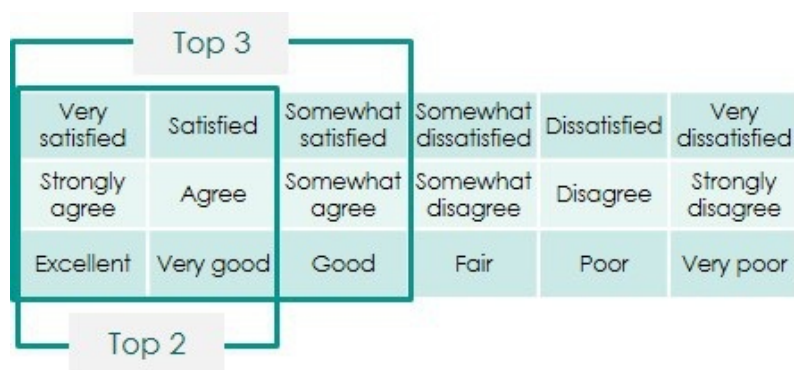 Top 3
Very satisfied
Satisfied
Somewhat satisfied
Somewhat dissatisfied
Dissatisfied
Very dissatisfied
Strongly agree
Agree
Somewhat agree
Somewhat disagree
Disagree
Strongly disagree
Excellent
Very good
Good
Fair
Poor
Very poor
Top 2